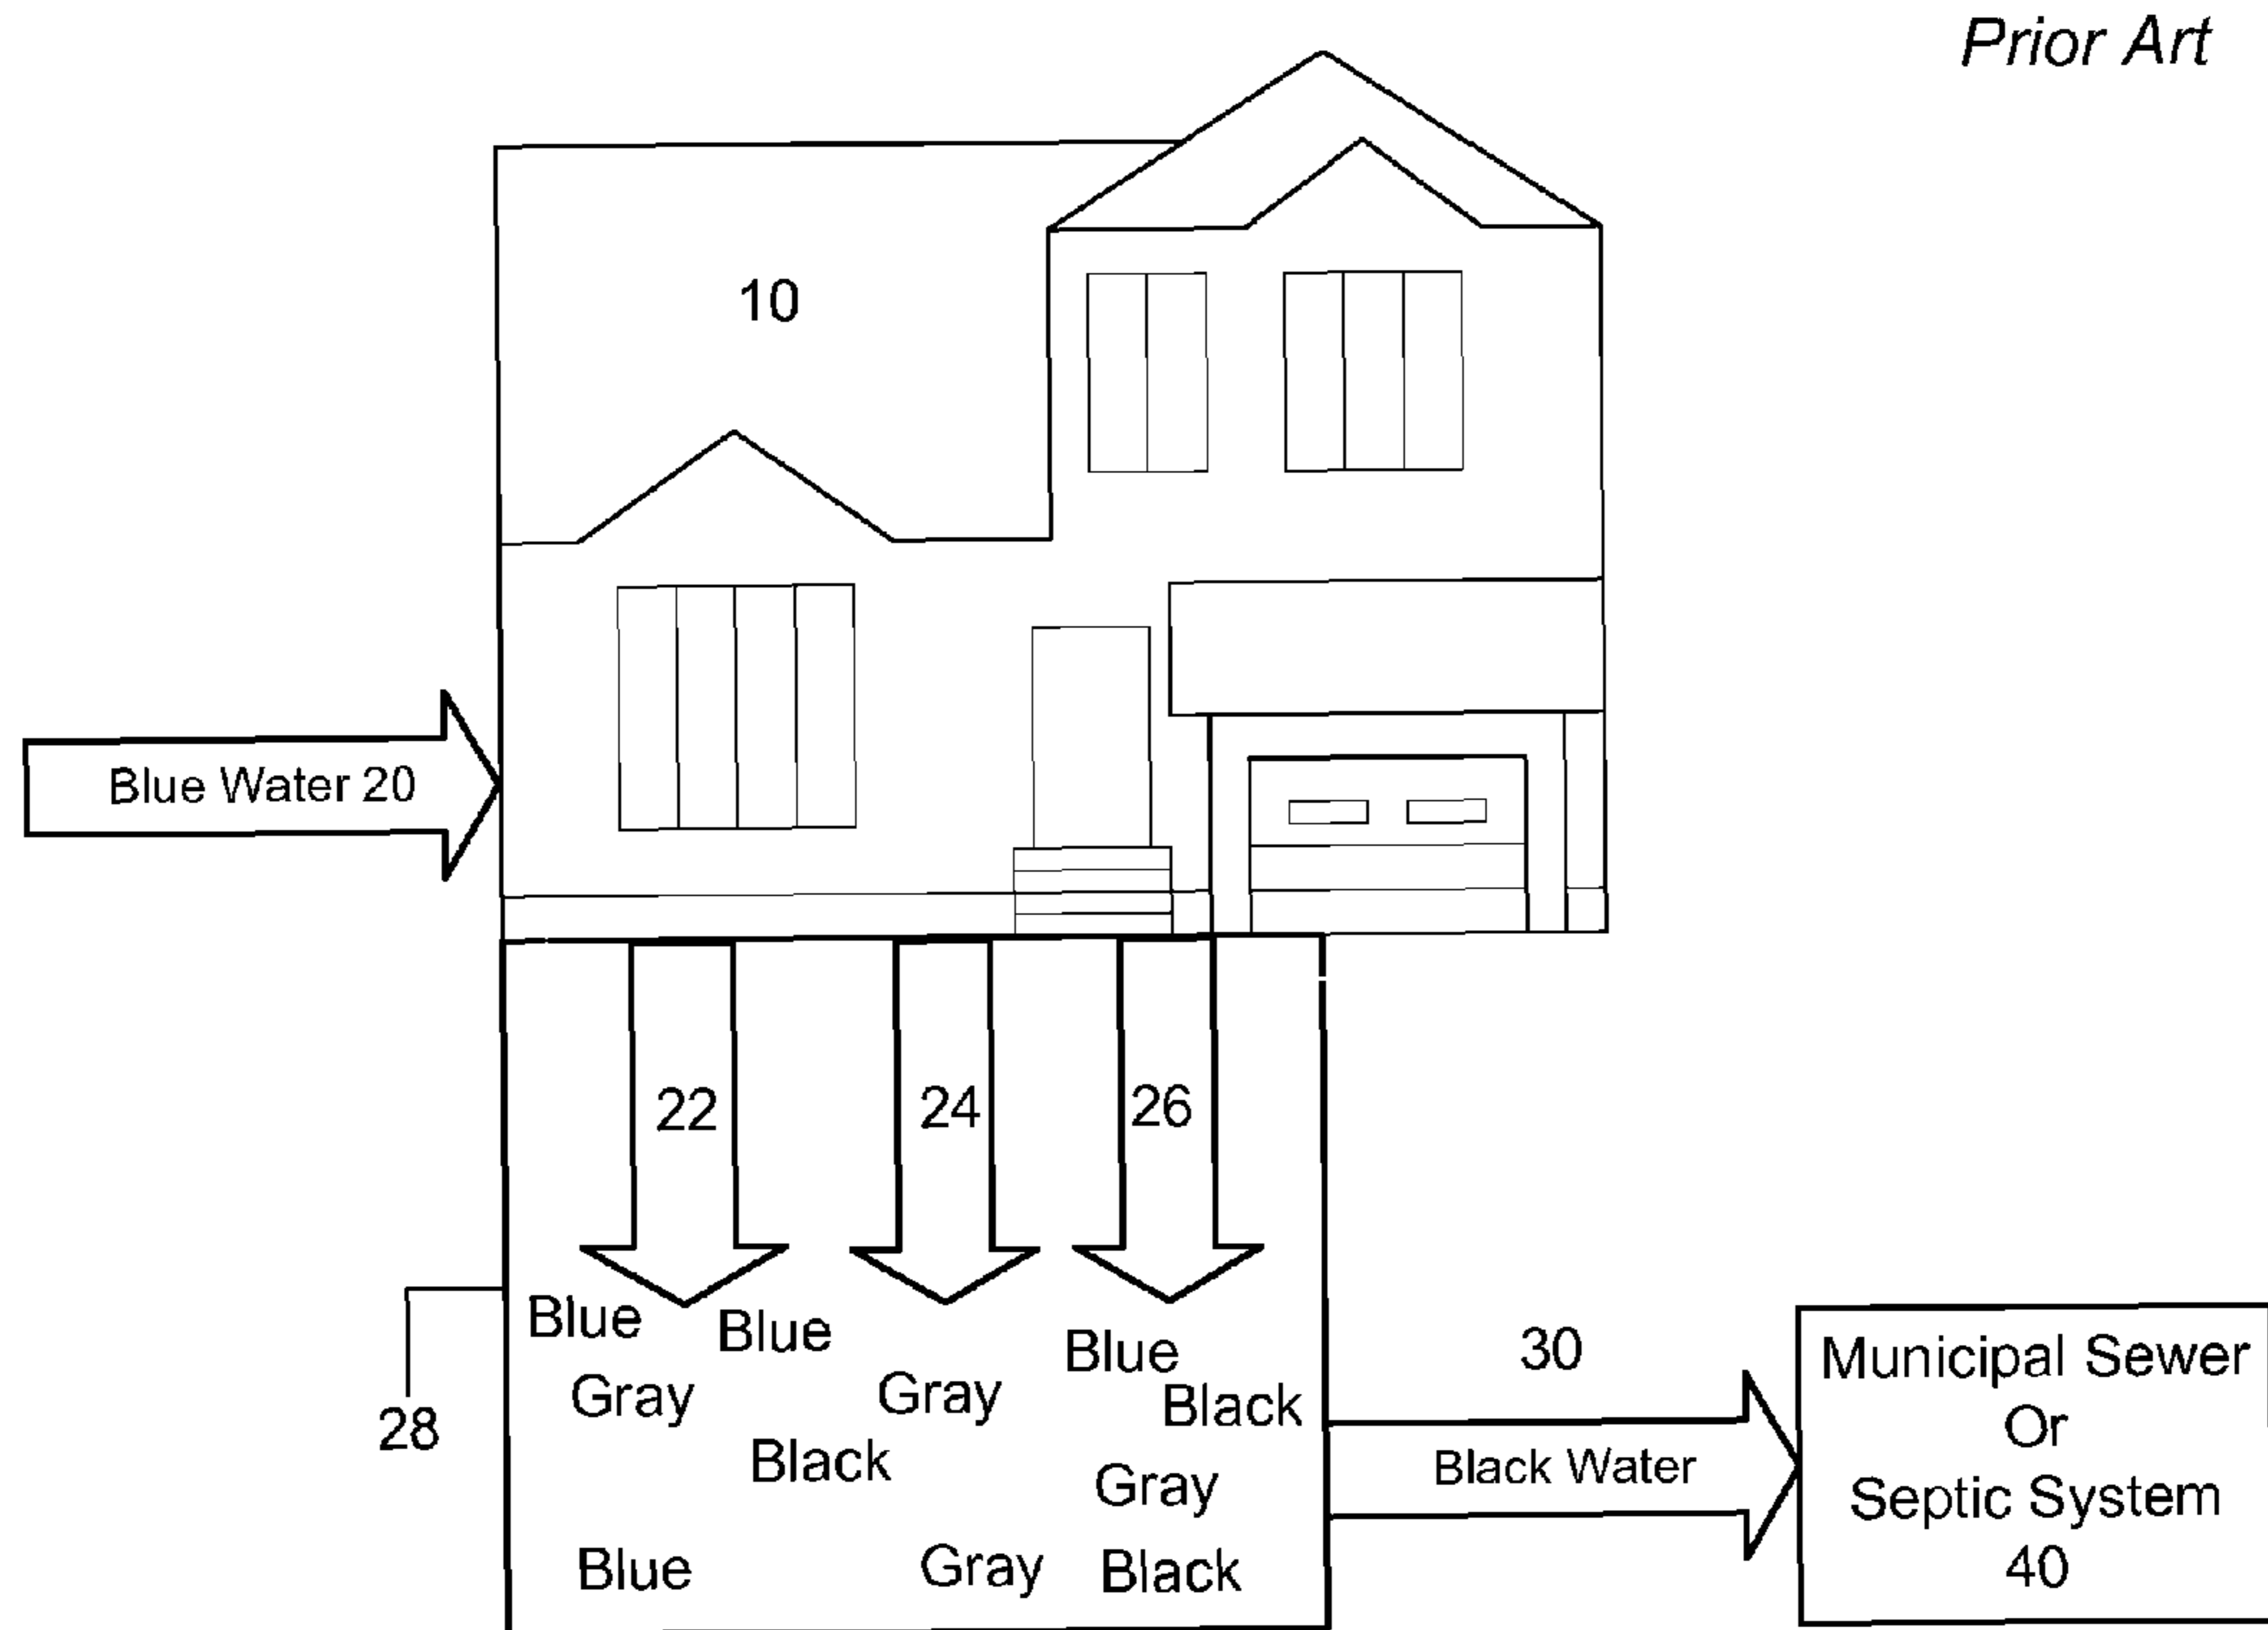 Prior Art
10
Blue Water 20
22
24
26
Blue
Blue
Blue
Gray
Gray
Black
Black
Gray
Blue
Gray
Black
28
30
Black Water
Municipal Sewer
Or
Septic System
40